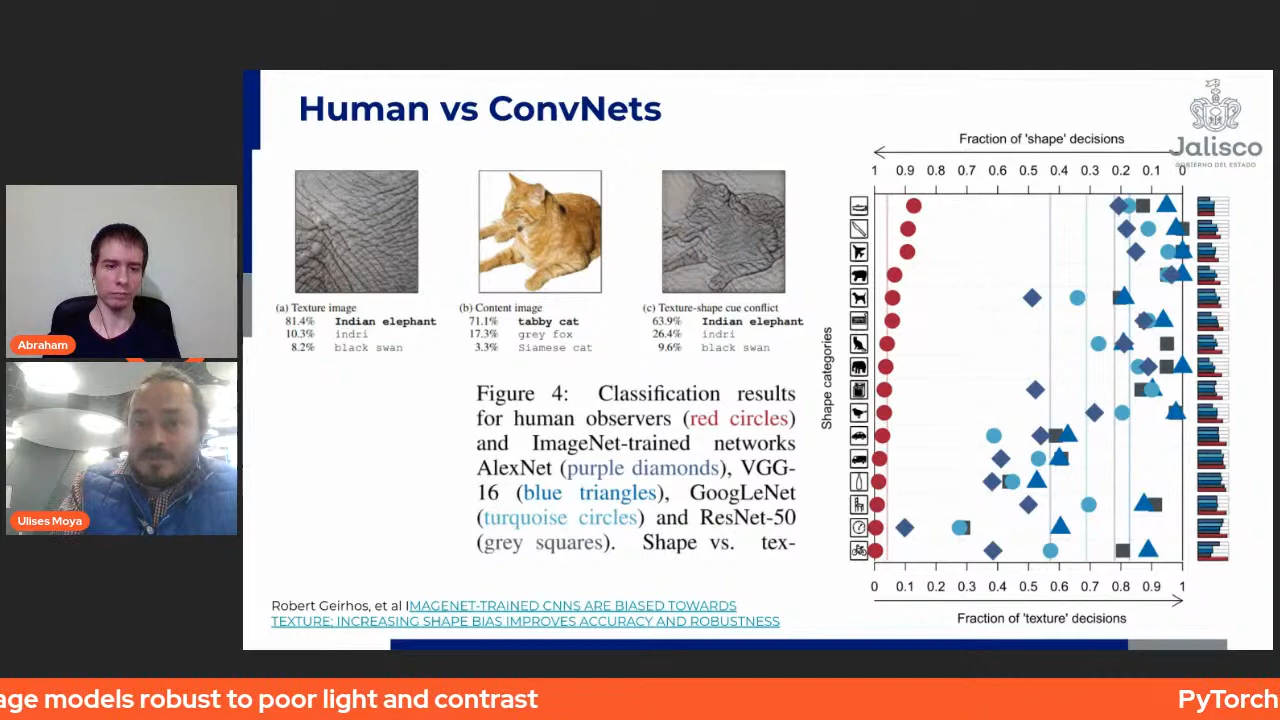 Human vs ConvNets
Jalisco
GOBIERNO DEL ESTADO
(a) Texture image
81.4% Indian elephant
10.3% indri
8.2% black swan
(b) Content image
71.1% tabby cat
17.3% grey fox
3.3% Siamese cat
(c) Texture-shape cue conflict
63.9% Indian elephant
26.4% indri
9.6% black swan
Figure 4: Classification results
for human observers (red circles)
and ImageNet-trained networks
AlexNet (purple diamonds), VGG-
16 (blue triangles), GoogLeNet
(turquoise circles) and ResNet-50
(grey squares). Shape vs. tex-
Fraction of 'shape' decisions
1 0.9 0.8 0.7 0.6 0.5 0.4 0.3 0.2 0.1 0
Shape categories
0 0.1 0.2 0.3 0.4 0.5 0.6 0.7 0.8 0.9 1
Fraction of 'texture' decisions
Robert Geirhos, et al IMAGENET-TRAINED CNNS ARE BIASED TOWARDS
TEXTURE; INCREASING SHAPE BIAS IMPROVES ACCURACY AND ROBUSTNESS
Abraham
Ulises Moya
age models robust to poor light and contrast
PyTorch